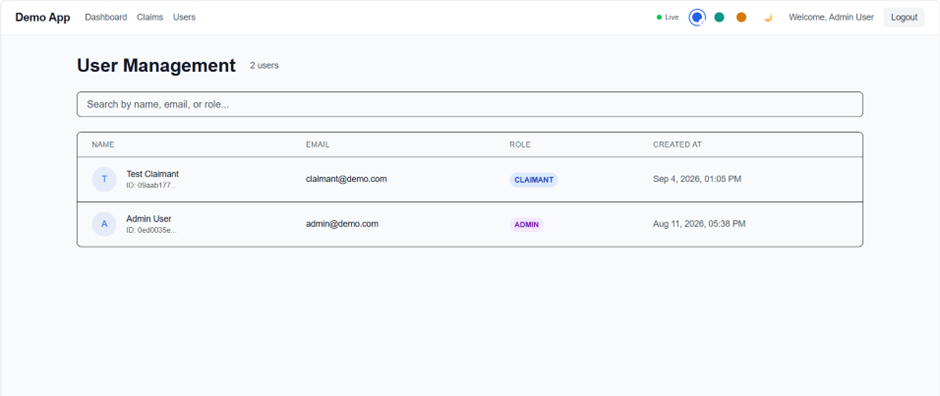 Demo App Dashboard Claims Users Live Welcome, Admin User Logout
User Management 2 users
Search by name, email, or role...
NAME EMAIL ROLE CREATED AT
T Test Claimant claimant@demo.com CLAIMANT Sep 4, 2026, 01:05 PM
ID: 09aab177...
A Admin User admin@demo.com ADMIN Aug 11, 2026, 05:38 PM
ID: 0ed0035e...